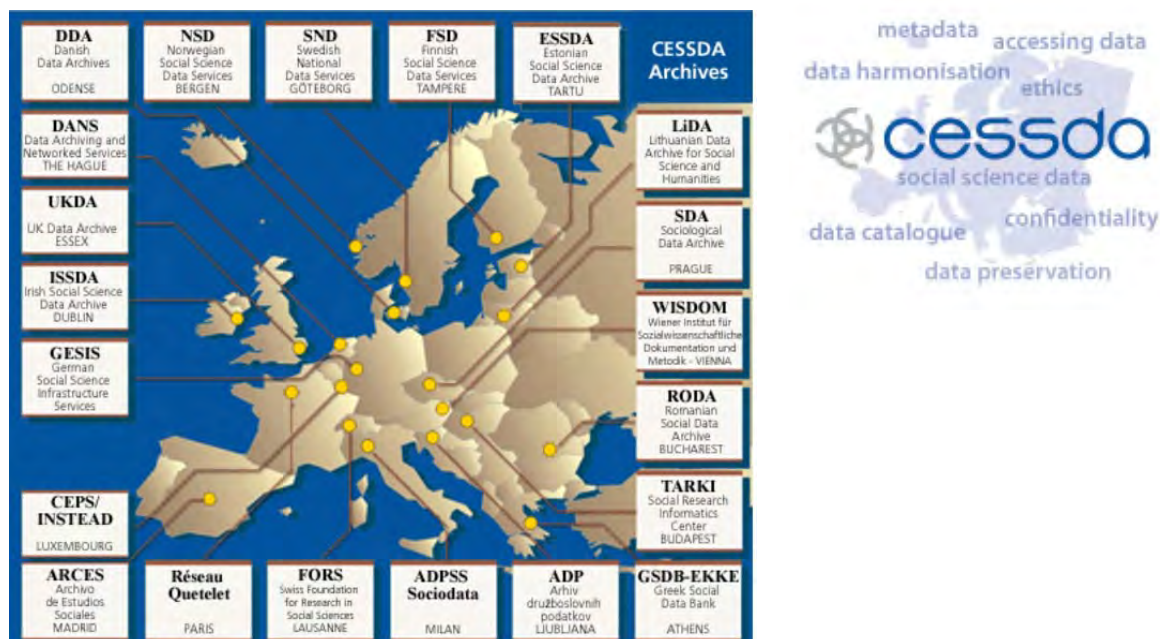 DDA
Danish
Data Archives
ODENSE
NSD
Norwegian
Social Science
Data Services
BERGEN
SND
Swedish
National
Data Services
GÖTEBORG
FSD
Finnish
Social Science
Data Services
TAMPERE
ESSDA
Estonian
Social Science
Data Archive
TARTU
CESSDA
Archives
DANS
Data Archiving and
Networked Services
THE HAGUE
UKDA
UK Data Archive
ESSEX
ISSDA
Irish Social Science
Data Archive
DUBLIN
GESIS
German
Social Science
Infrastructure
Services
LiDA
Lithuanian Data
Archive for Social
Science and
Humanities
SDA
Sociological
Data Archive
PRAGUE
WISDOM
Wiener Institut für
Sozialwissenschaftliche
Dokumentation und
Metodik - VIENNA
RODA
Romanian
Social Data
Archive
BUCHAREST
TARKI
Social Research
Informatics
Center
BUDAPEST
CEPS/
INSTEAD
LUXEMBOURG
ARCES
Archivo
de Estudios
Sociales
MADRID
Réseau
Quetelet
PARIS
FORS
Swiss Foundation
for Research in
Social Sciences
LAUSANNE
ADPSS
Sociodata
MILAN
ADP
Arhiv
družboslovnih
podatkov
LJUBLJANA
GSDB-EKKE
Greek Social
Data Bank
ATHENS
metadata
accessing data
data harmonisation
ethics
cessda
social science data
confidentiality
data catalogue
data preservation